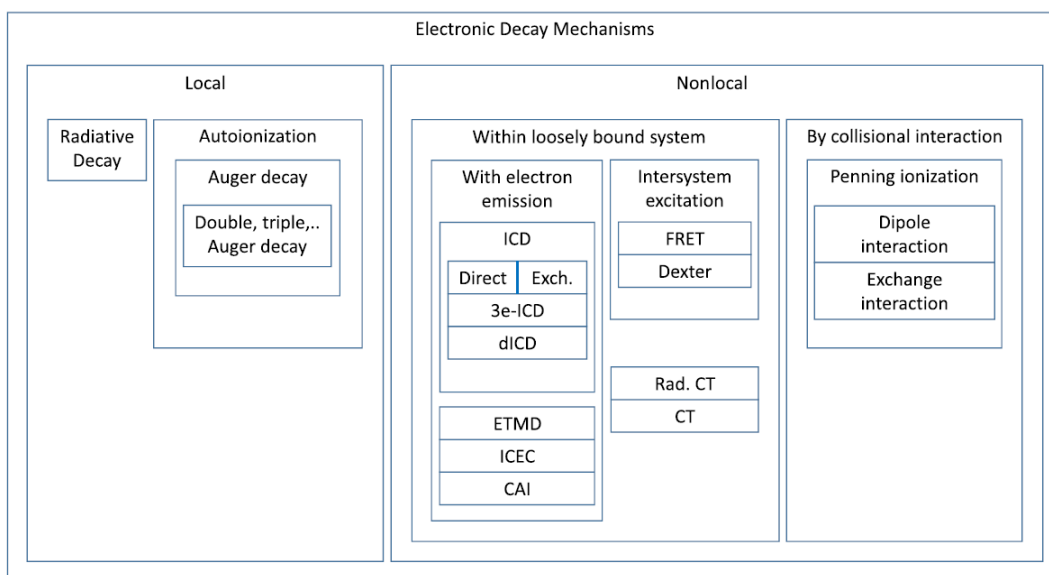 Electronic Decay Mechanisms
Local
Radiative
Decay
Autoionization
Auger decay
Double, triple,..
Auger decay
Nonlocal
Within loosely bound system
With electron
emission
ICD
Direct
Exch.
3e-ICD
dICD
ETMD
ICEC
CAI
Intersystem
excitation
FRET
Dexter
Rad. CT
CT
By collisional interaction
Penning ionization
Dipole
interaction
Exchange
interaction